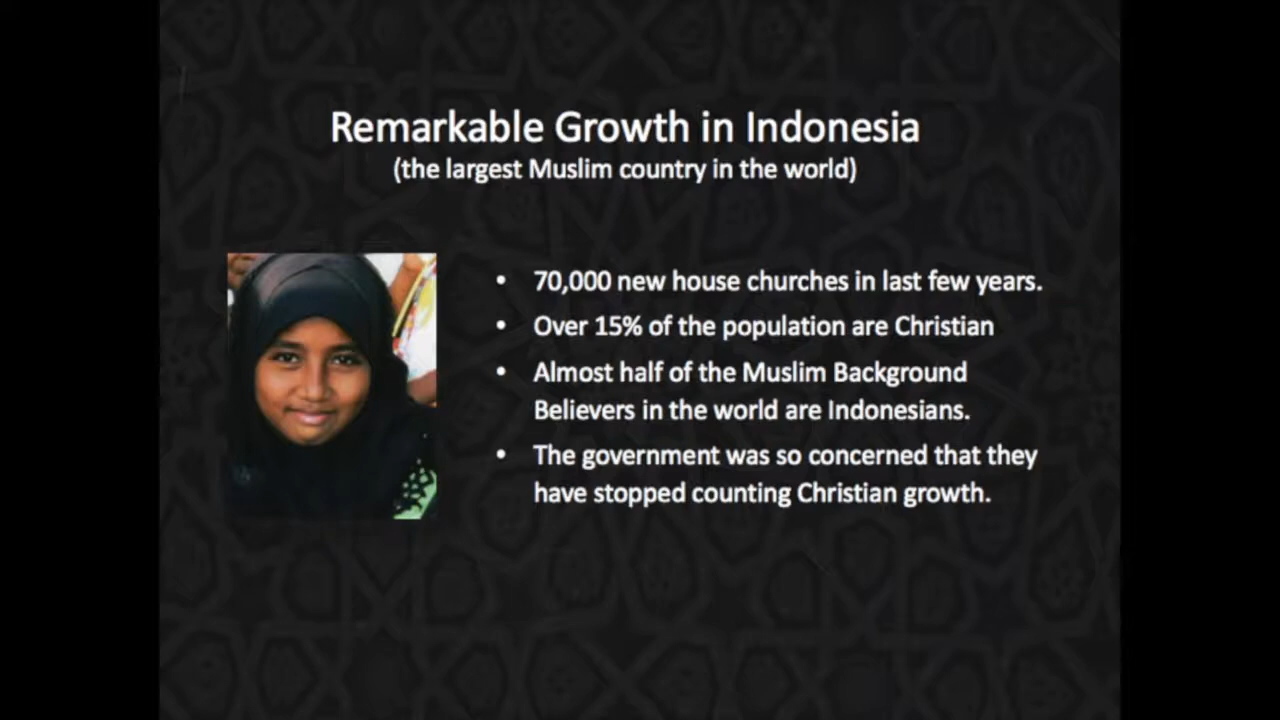 Remarkable Growth in Indonesia
(the largest Muslim country in the world)
• 70,000 new house churches in last few years.
• Over 15% of the population are Christian
• Almost half of the Muslim Background
Believers in the world are Indonesians.
• The government was so concerned that they
have stopped counting Christian growth.